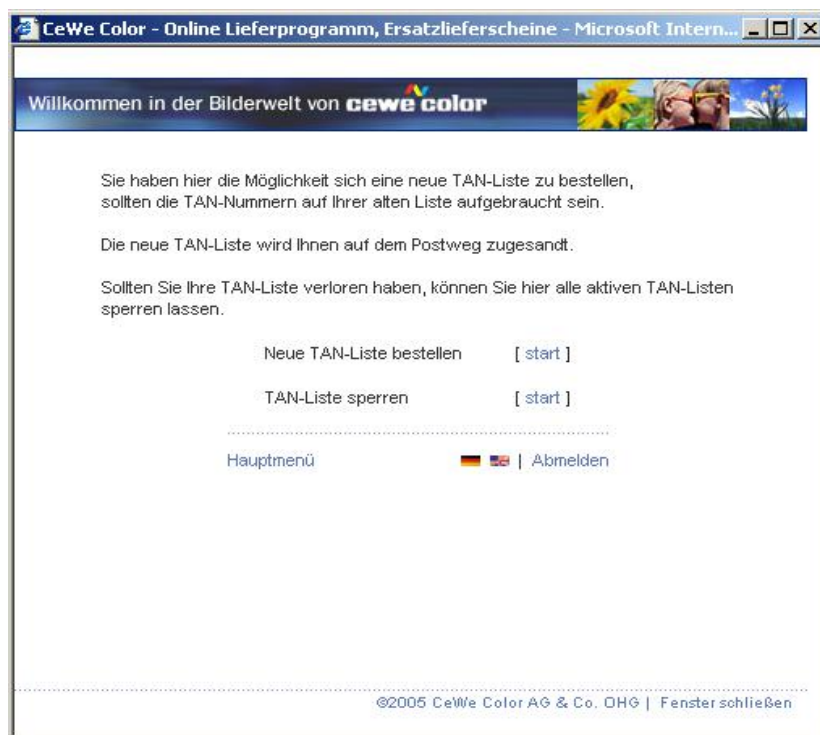 CeWe Color - Online Lieferprogramm, Ersatzlieferscheine - Microsoft Intern...
Willkommen in der Bilderwelt von cewe color
Sie haben hier die Möglichkeit sich eine neue TAN-Liste zu bestellen,
sollten die TAN-Nummern auf Ihrer alten Liste aufgebraucht sein.
Die neue TAN-Liste wird Ihnen auf dem Postweg zugesandt.
Sollten Sie Ihre TAN-Liste verloren haben, können Sie hier alle aktiven TAN-Listen
sperren lassen.
Neue TAN-Liste bestellen [ start ]
TAN-Liste sperren [ start ]
Hauptmenü | Abmelden
©2005 CeWe Color AG & Co. OHG | Fenster schließen